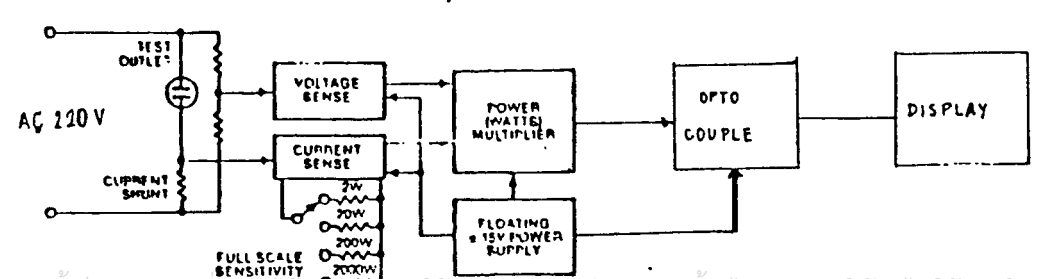 TEST
OUTLET
AC 220 V
VOLTAGE
SENSE
CURRENT
SENSE
CURRENT
SHUNT
2W
20W
200W
2000W
FULL SCALE
SENSITIVITY
POWER
(WATTS)
MULTIPLIER
FLOATING
± 15V POWER
SUPPLY
OPTO
COUPLE
DISPLAY